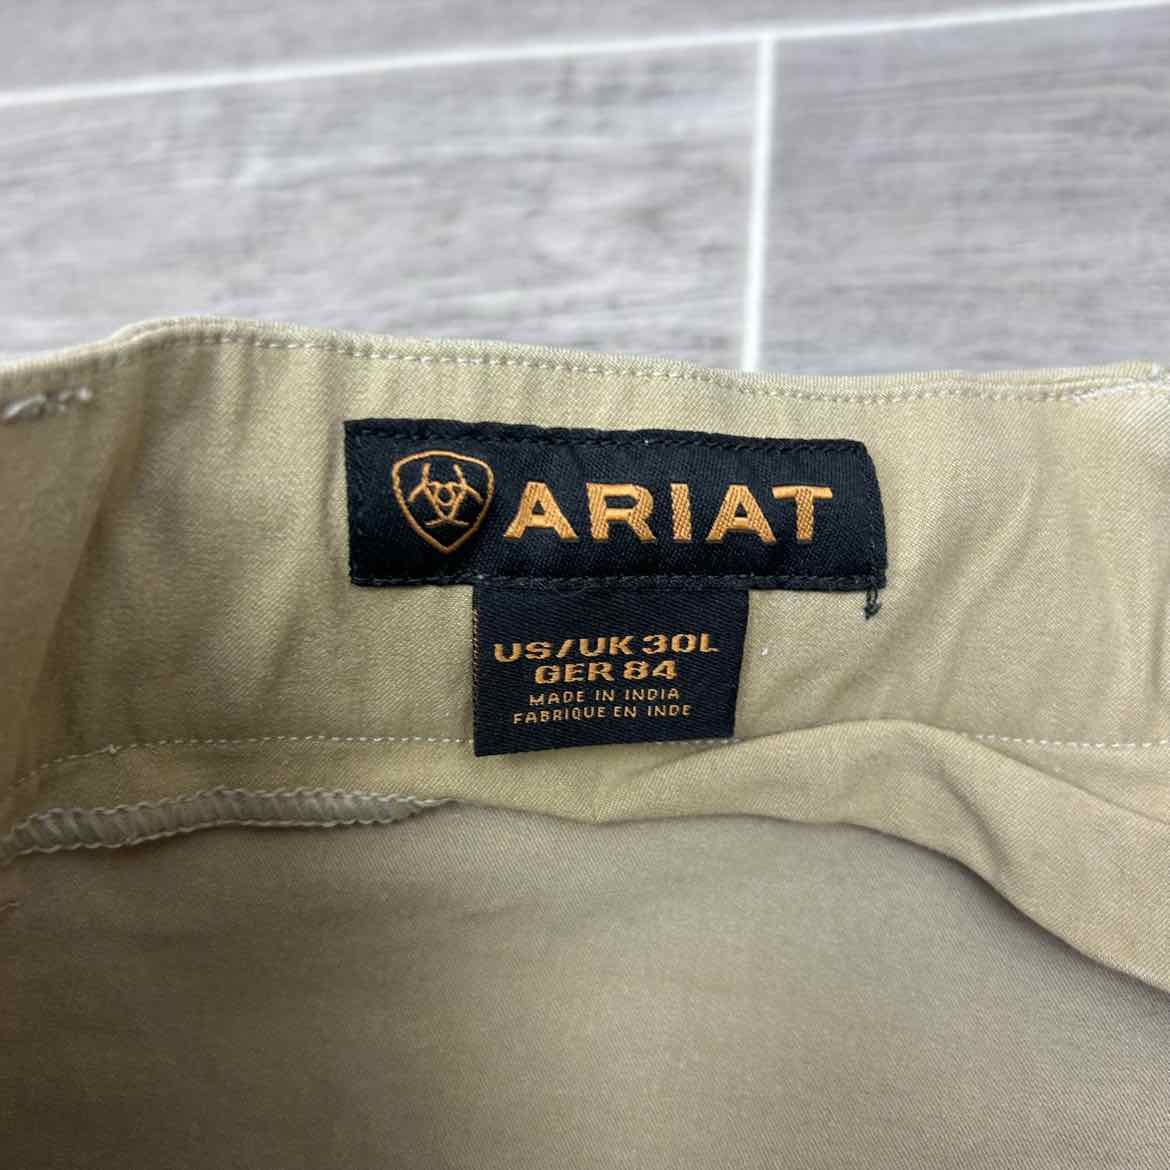 ARIAT
US/UK 30L
GER 84
MADE IN INDIA
FABRIQUE EN INDE